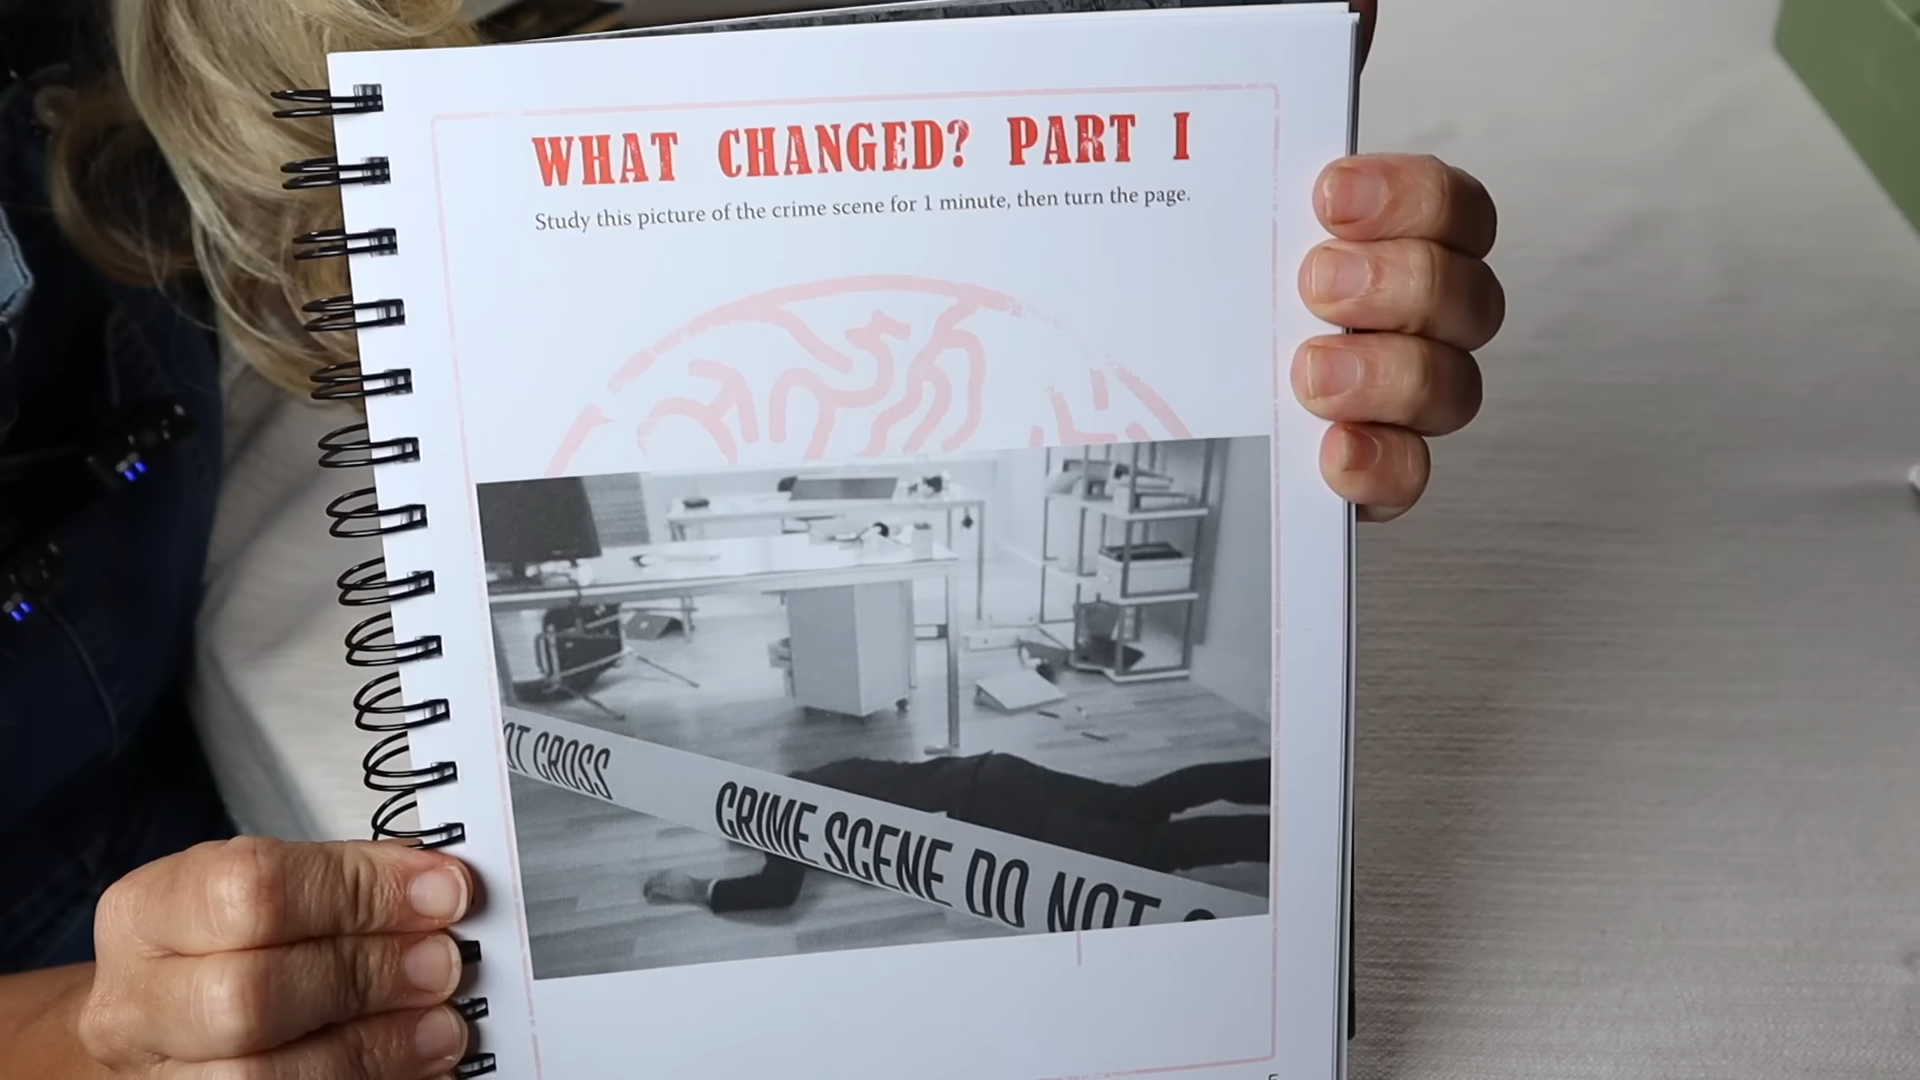 WHAT CHANGED? PART I
Study this picture of the crime scene for 1 minute, then turn the page.
OT CROSS
CRIME SCENE DO NOT